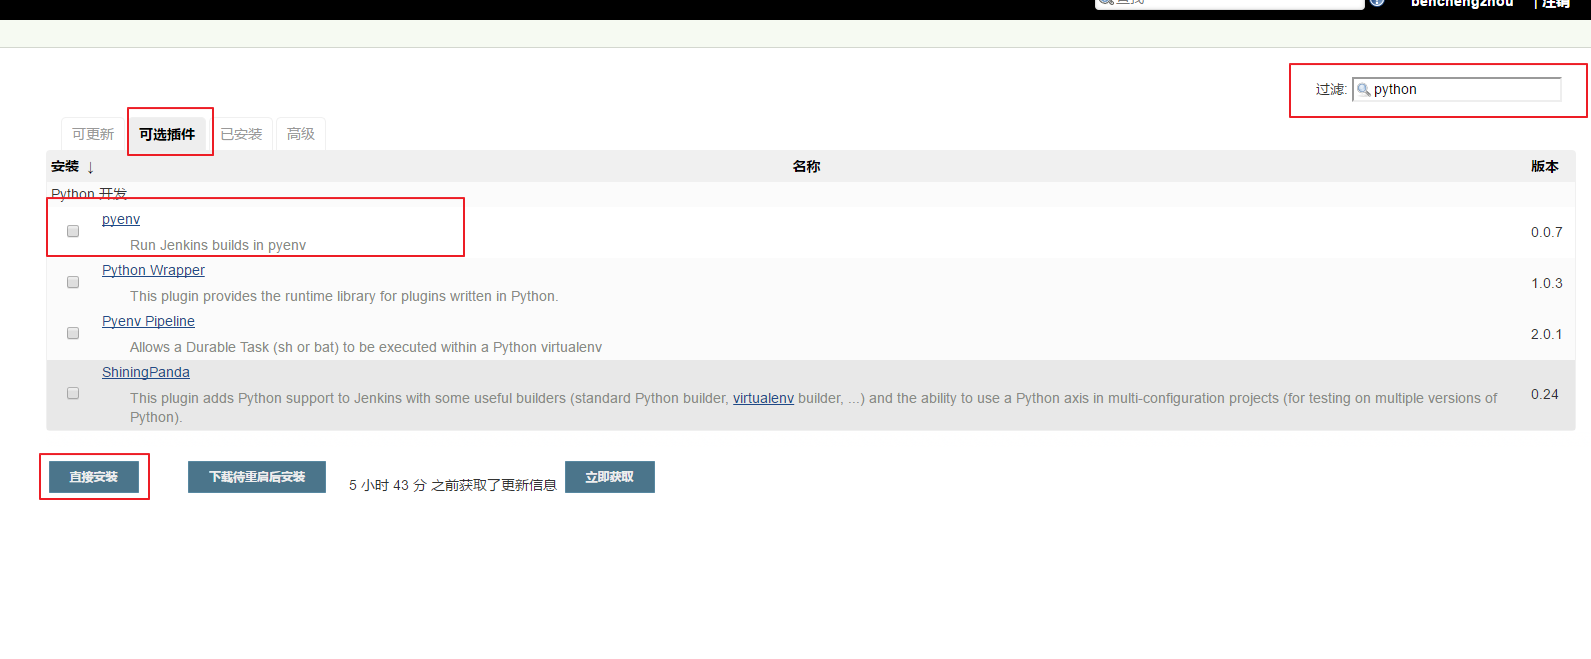 benchengzhou | 注销
过滤: python
可更新 可选插件 已安装 高级
安装 ↓ 名称 版本
Python 开发
pyenv
Run Jenkins builds in pyenv
0.0.7
Python Wrapper
This plugin provides the runtime library for plugins written in Python.
1.0.3
Pyenv Pipeline
Allows a Durable Task (sh or bat) to be executed within a Python virtualenv
2.0.1
ShiningPanda
This plugin adds Python support to Jenkins with some useful builders (standard Python builder, virtualenv builder, ...) and the ability to use a Python axis in multi-configuration projects (for testing on multiple versions of
Python).
0.24
直接安装 下载待重启后安装 5 小时 43 分 之前获取了更新信息 立即获取